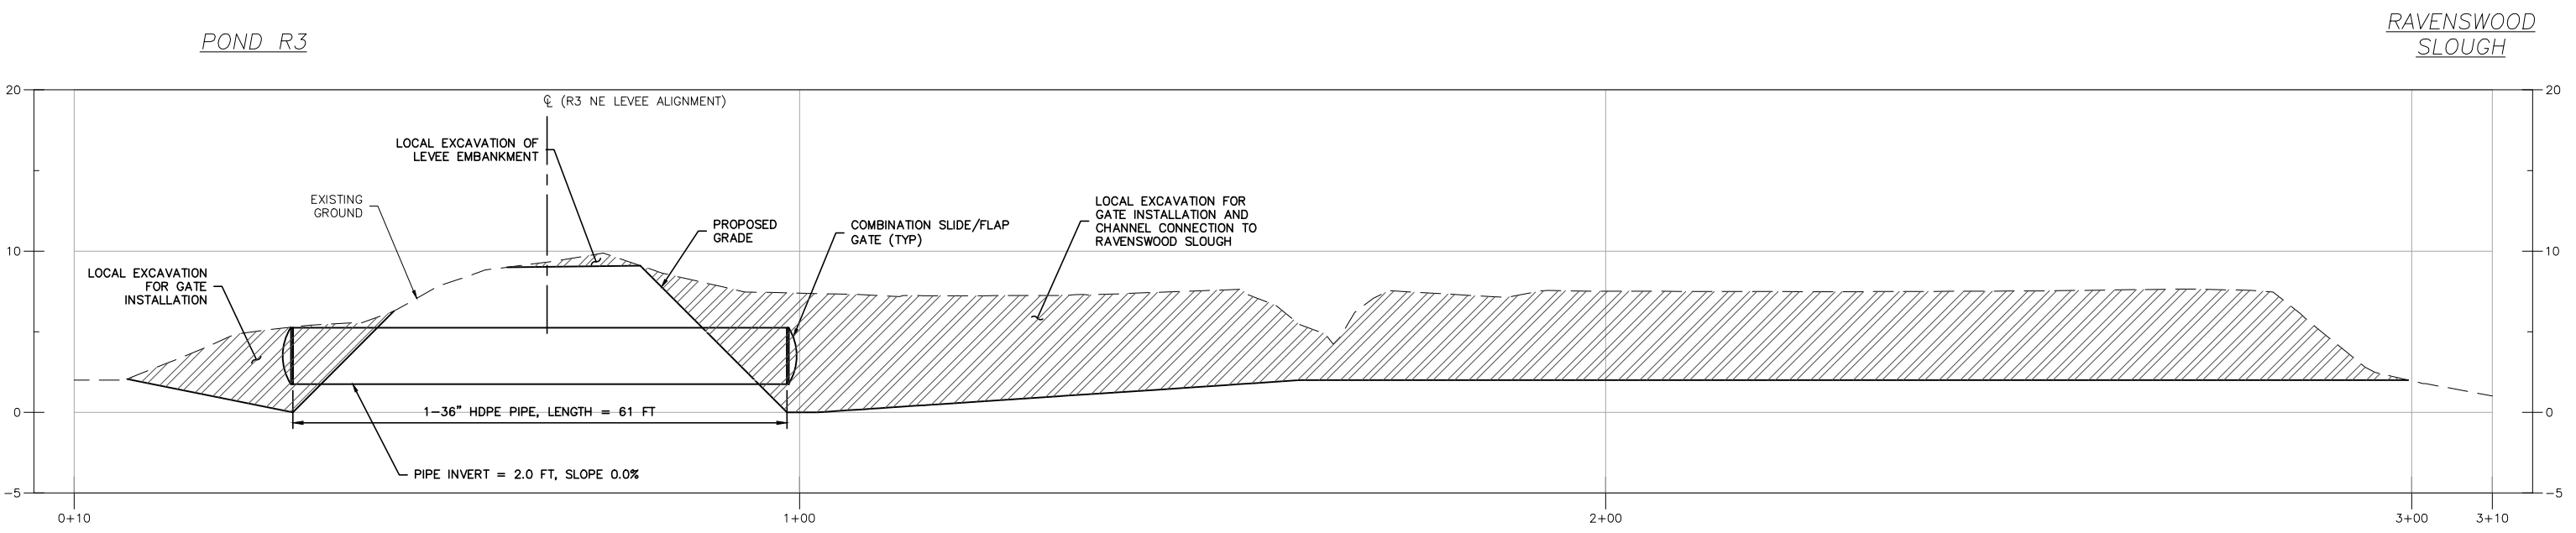 POND R3
RAVENSWOOD
SLOUGH
20
20
℄ (R3 NE LEVEE ALIGNMENT)
LOCAL EXCAVATION OF
LEVEE EMBANKMENT
EXISTING
GROUND
PROPOSED
GRADE
COMBINATION SLIDE/FLAP
GATE (TYP)
LOCAL EXCAVATION FOR
GATE INSTALLATION AND
CHANNEL CONNECTION TO
RAVENSWOOD SLOUGH
10
10
LOCAL EXCAVATION
FOR GATE
INSTALLATION
0
1-36" HDPE PIPE, LENGTH = 61 FT
0
PIPE INVERT = 2.0 FT, SLOPE 0.0%
-5
-5
0+10
1+00
2+00
3+00
3+10